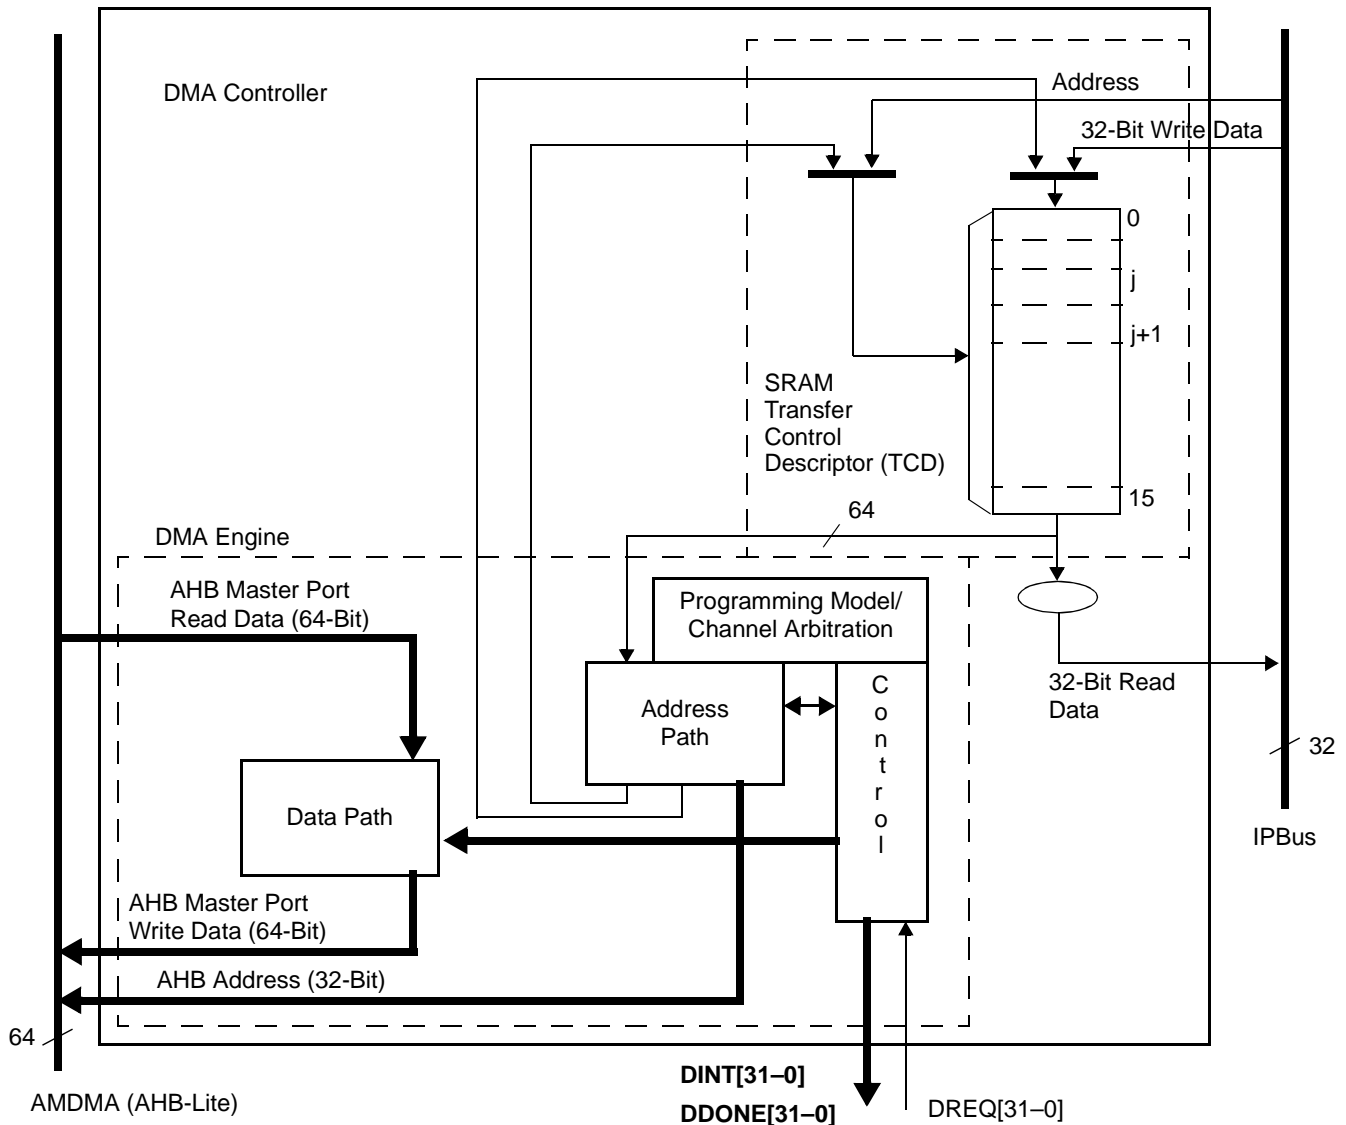 DMA Controller
Address
32-Bit Write Data
0
j
j+1
SRAM
Transfer
Control
Descriptor (TCD)
15
64
DMA Engine
AHB Master Port
Read Data (64-Bit)
Programming Model/
Channel Arbitration
Address
Path
C
o
n
t
r
o
l
32-Bit Read
Data
32
Data Path
IPBus
AHB Master Port
Write Data (64-Bit)
AHB Address (32-Bit)
64
AMDMA (AHB-Lite)
DINT[31–0]
DDONE[31–0]
DREQ[31–0]